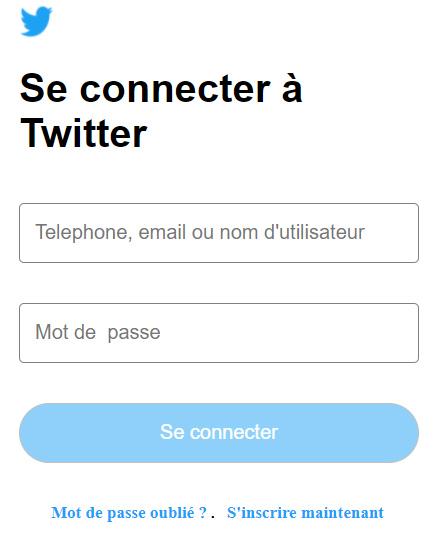 Se connecter à
Twitter
Telephone, email ou nom d'utilisateur
Mot de  passe
Se connecter
Mot de passe oublié ? .  S'inscrire maintenant